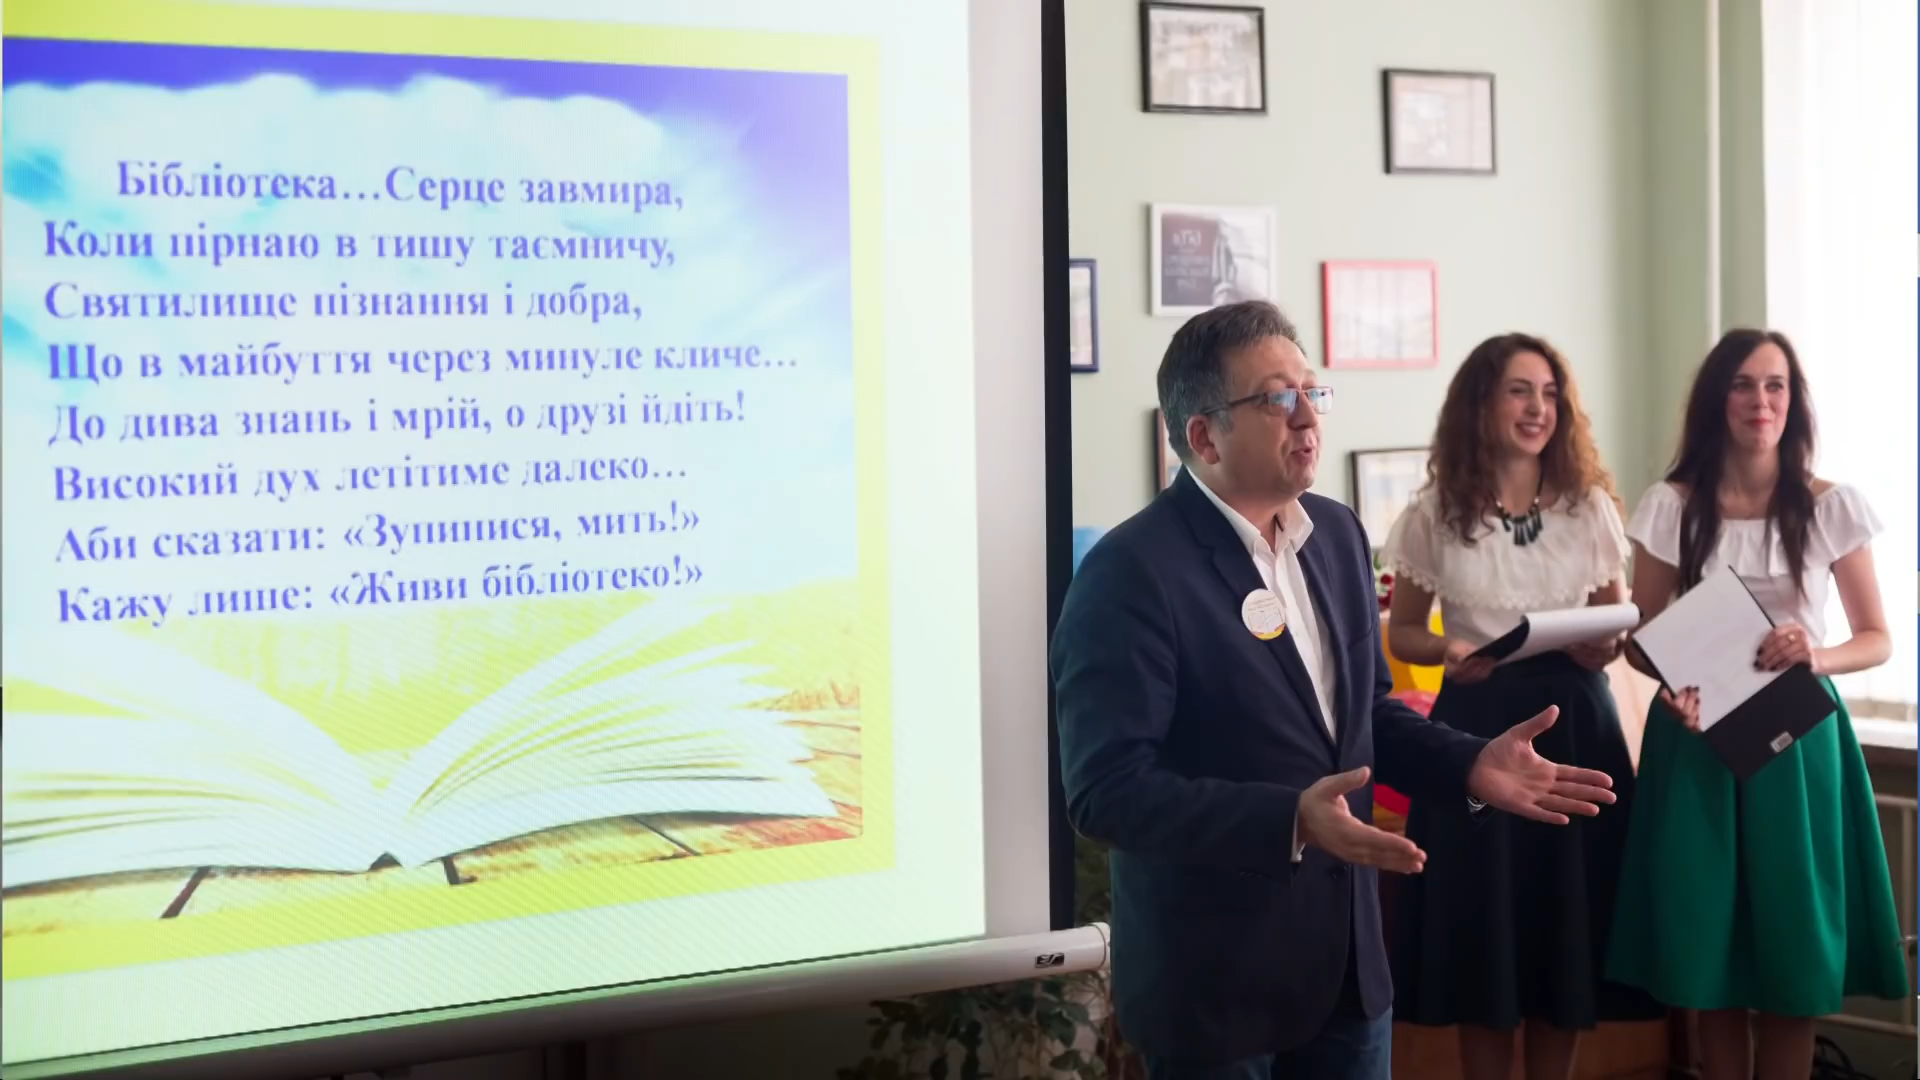 Бібліотека...Серце завмира,
Коли пірнаю в тишу таємничу,
Святилище пізнання і добра,
Що в майбуття через минуле кличе...
До дива знань і мрій, о друзі йдіть!
Високий дух летітиме далеко...
Аби сказати: «Зупинися, мить!»
Кажу лише: «Живи бібліотеко!»